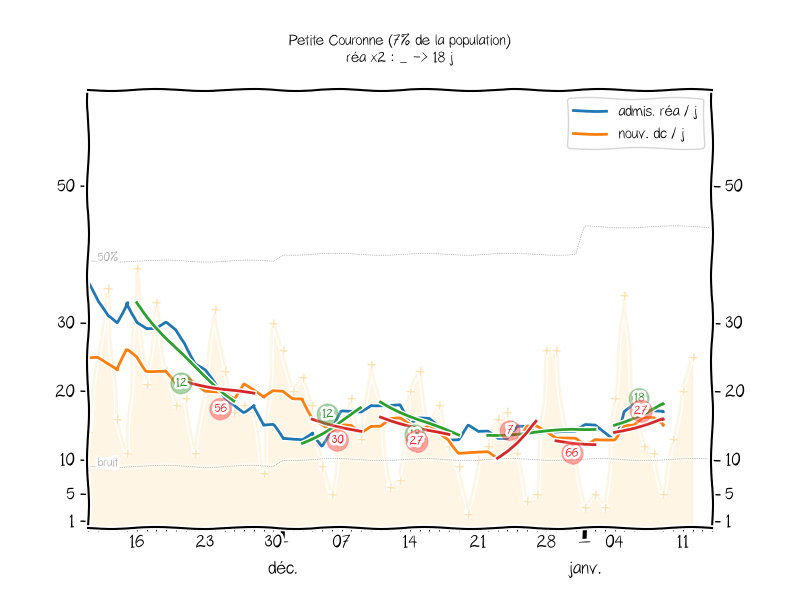 Petite Couronne (7% de la population)
réa x2 : _ -> 18 j
admis. réa / j
nouv. dc / j
50 50
50%
30 30
20 20
12
56
12
30
27
7
66
18
27
bruit
10 10
5 5
1 1
16 23 30 07 14 21 28 04 11
déc. janv.